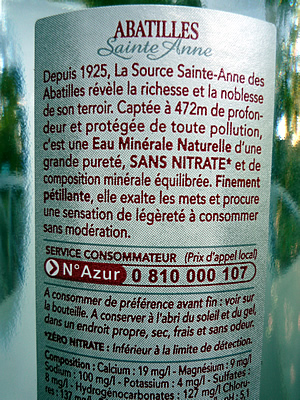 ABATILLES
Sainte Anne
Depuis 1925, La Source Sainte-Anne des
Abatilles révèle la richesse et la noblesse
de son terroir. Captée à 472m de profon-
deur et protégée de toute pollution,
c'est une Eau Minérale Naturelle d'une
grande pureté, SANS NITRATE* et de
composition minérale équilibrée. Finement
pétillante, elle exalte les mets et procure
une sensation de légèreté à consommer
sans modération.
SERVICE CONSOMMATEUR (Prix d'appel local)
N°Azur 0 810 000 107
A consommer de préférence avant fin : voir sur
la bouteille. A conserver à l'abri du soleil et du gel,
dans un endroit propre, sec, frais et sans odeur.
*ZÉRO NITRATE : Inférieur à la limite de détection.
Composition : Calcium : 19 mg/l - Magnésium : 9 mg/l
Sodium : 100 mg/l - Potassium : 4 mg/l - Sulfates :
8 mg/l - Hydrogénocarbonates : 127 mg/l - Chloru-
res : 137 mg/l 5,1